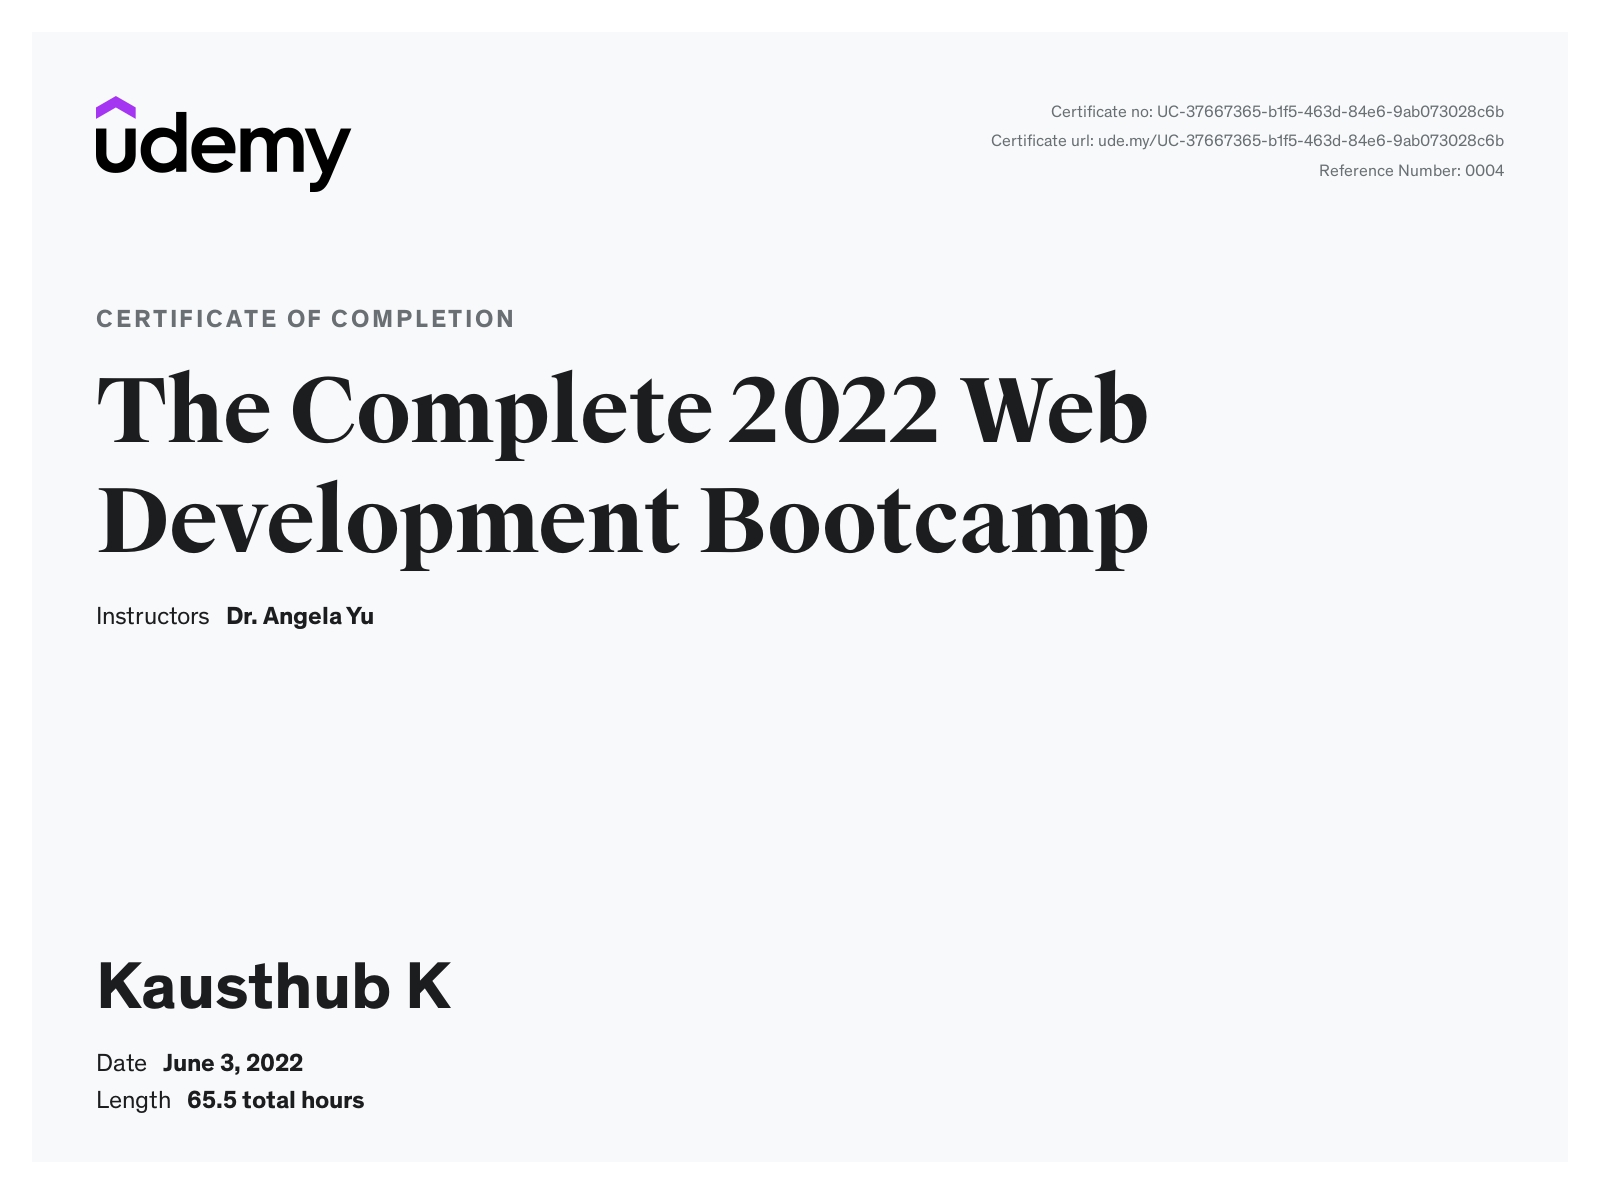 udemy
Certificate no: UC-37667365-b1f5-463d-84e6-9ab073028c6b
Certificate url: ude.my/UC-37667365-b1f5-463d-84e6-9ab073028c6b
Reference Number: 0004
CERTIFICATE OF COMPLETION
The Complete 2022 Web
Development Bootcamp
Instructors Dr. Angela Yu
Kausthub K
Date June 3, 2022
Length 65.5 total hours